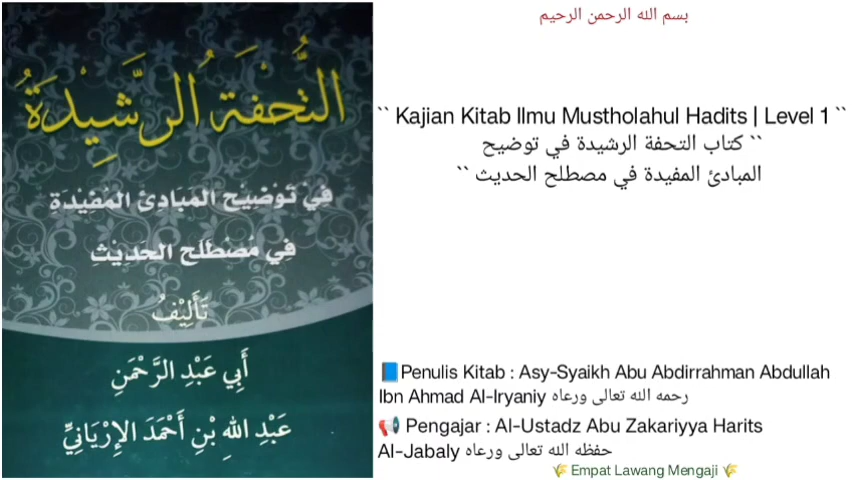 التُّحْفَةُ الرَّشِيْدَةُ
فِيْ تَوْضِيْحِ المَبَادِئِ المُفِيْدَةِ
فِي مُصْطَلَحِ الحَدِيْثِ
تَأْلِيْفُ
أَبِي عَبْدِ الرَّحْمَنِ
عَبْدِ اللهِ بْنِ أَحْمَدَ الإِرْيَانِيِّ
بسم الله الرحمن الرحيم
`` Kajian Kitab Ilmu Mustholahul Hadits | Level 1 ``
`` كتاب التحفة الرشيدة في توضيح
المبادئ المفيدة في مصطلح الحديث ``
📘Penulis Kitab : Asy-Syaikh Abu Abdirrahman Abdullah
Ibn Ahmad Al-Iryaniy رحمه الله تعالى ورعاه
📢 Pengajar : Al-Ustadz Abu Zakariyya Harits
Al-Jabaly حفظه الله تعالى ورعاه
🌾 Empat Lawang Mengaji 🌾